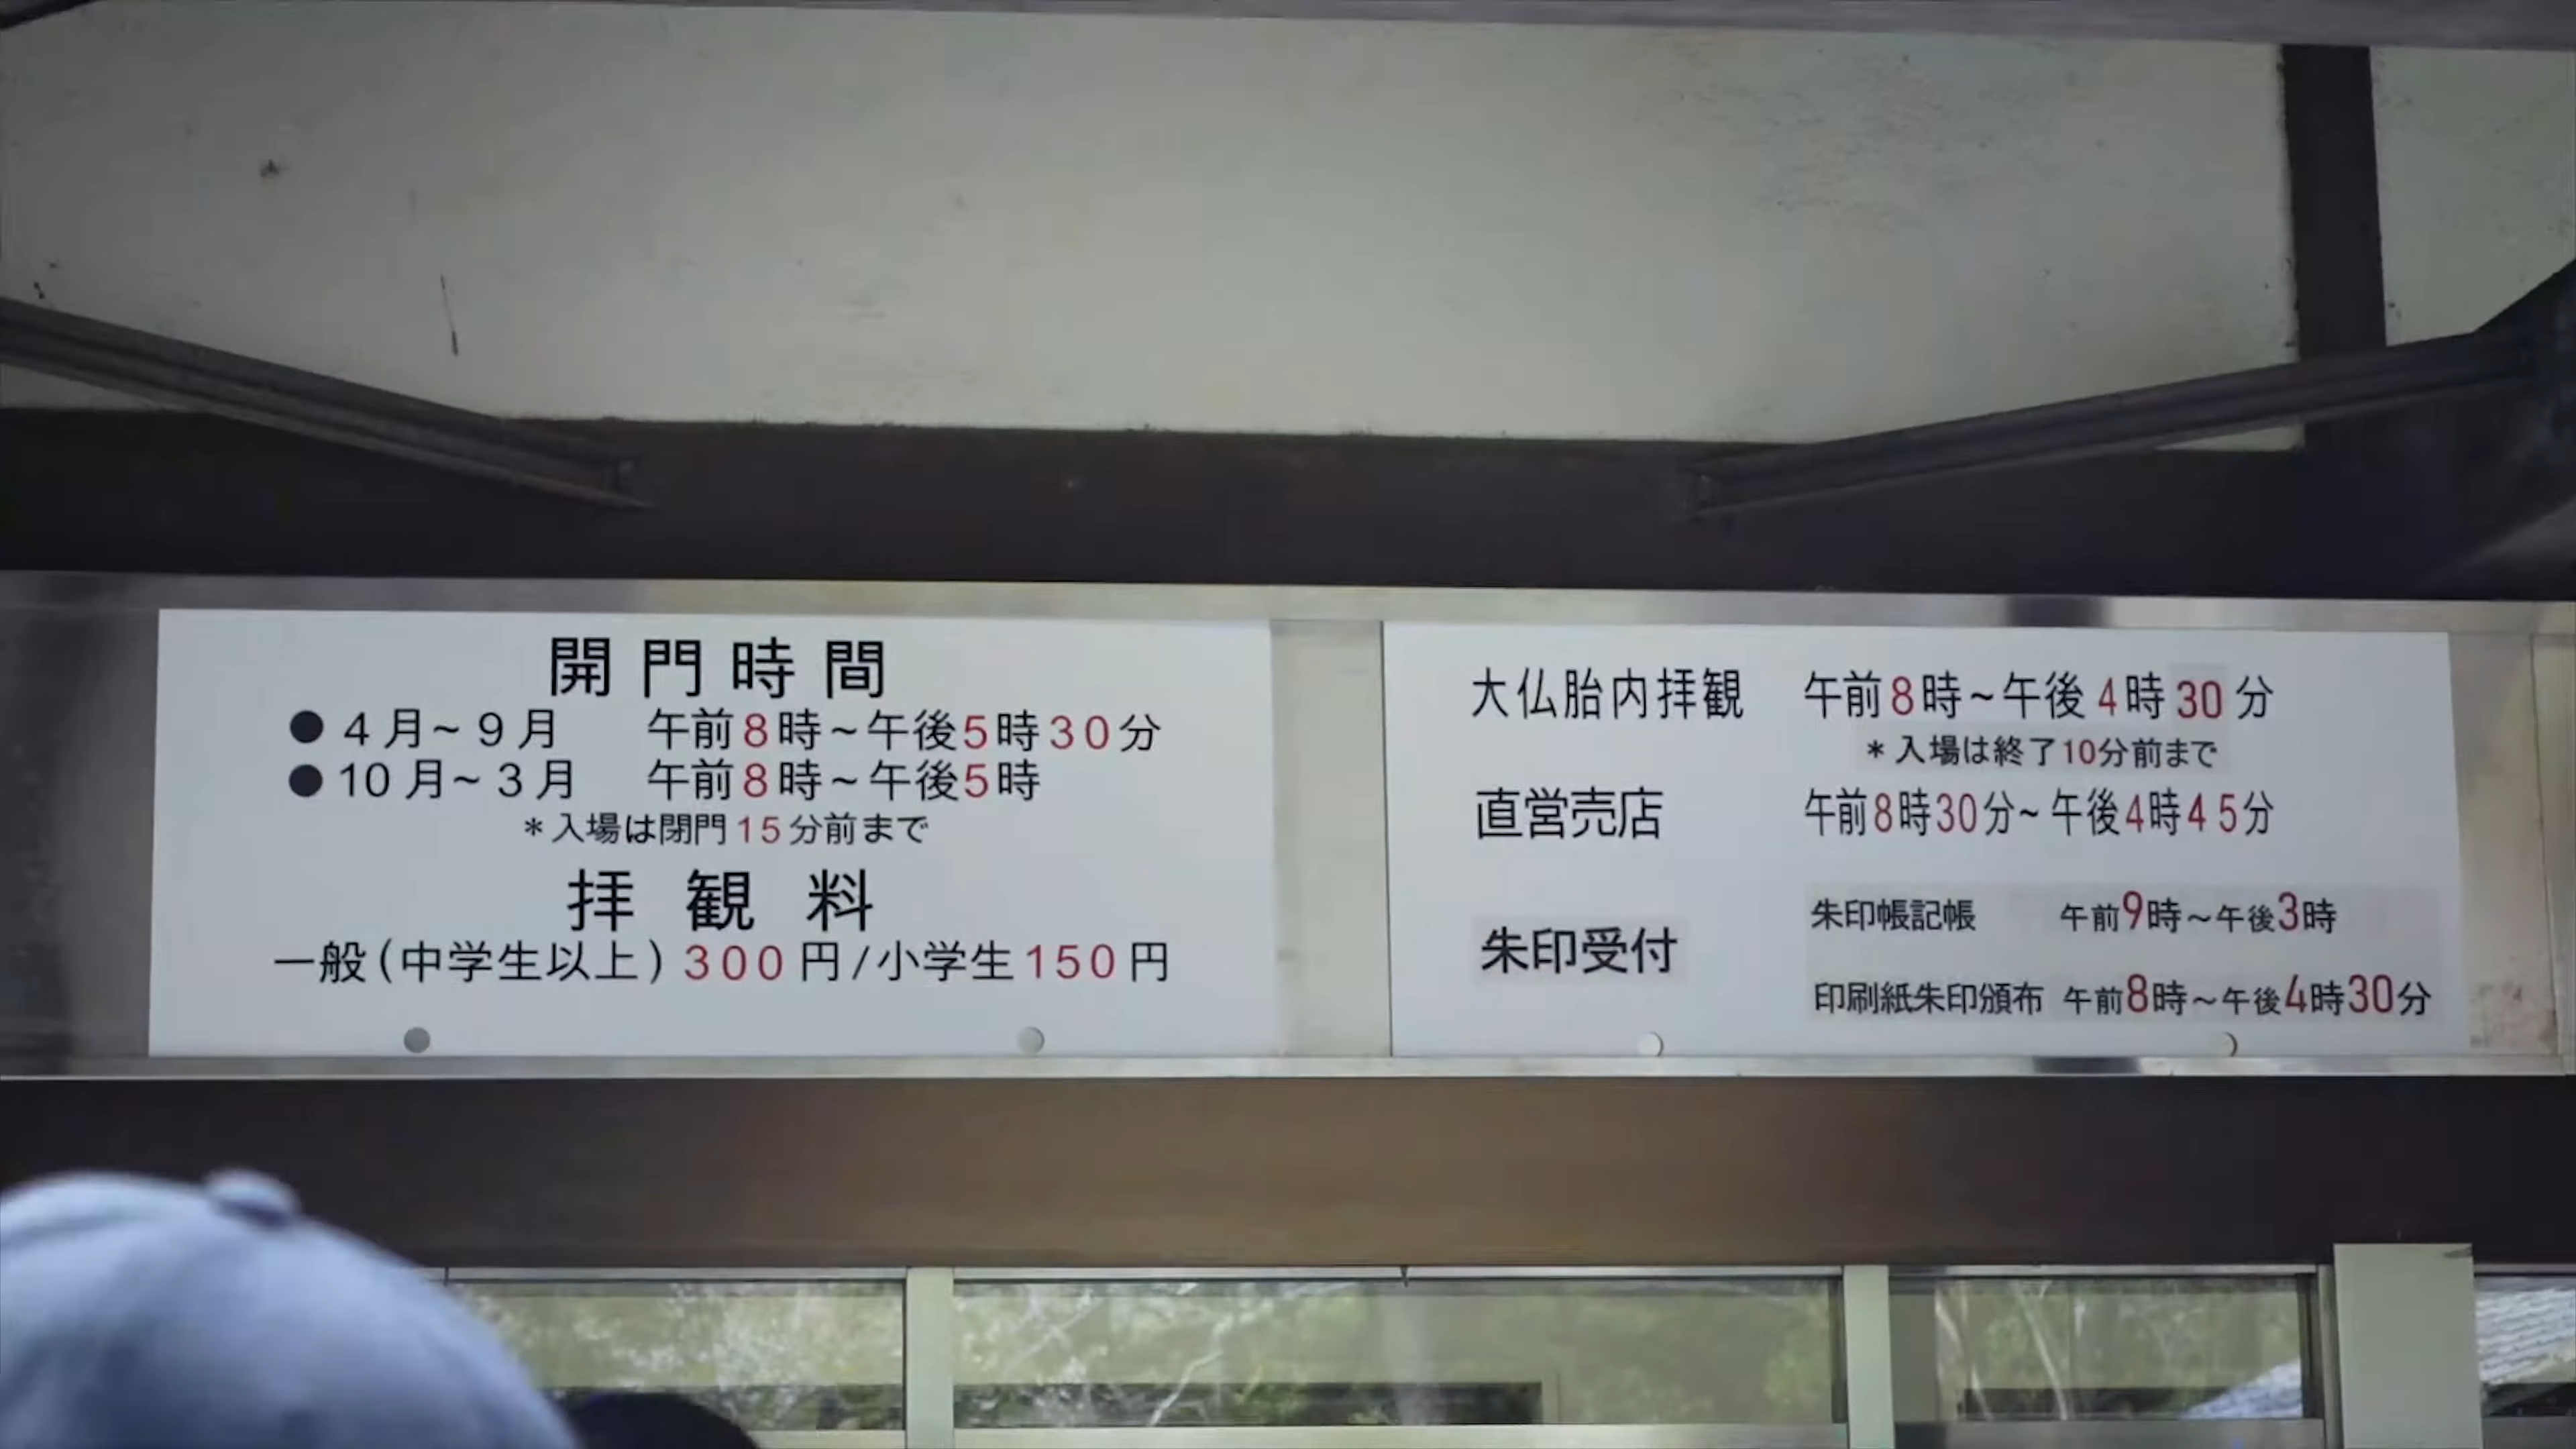 開門時間
●4月~9月 午前8時~午後5時30分
●10月~3月 午前8時~午後5時
*入場は閉門15分前まで
拝観料
一般(中学生以上)300円/小学生150円
大仏胎内拝観 午前8時~午後4時30分
*入場は終了10分前まで
直営売店 午前8時30分~午後4時45分
朱印受付
朱印帳記帳 午前9時~午後3時
印刷紙朱印頒布 午前8時~午後4時30分